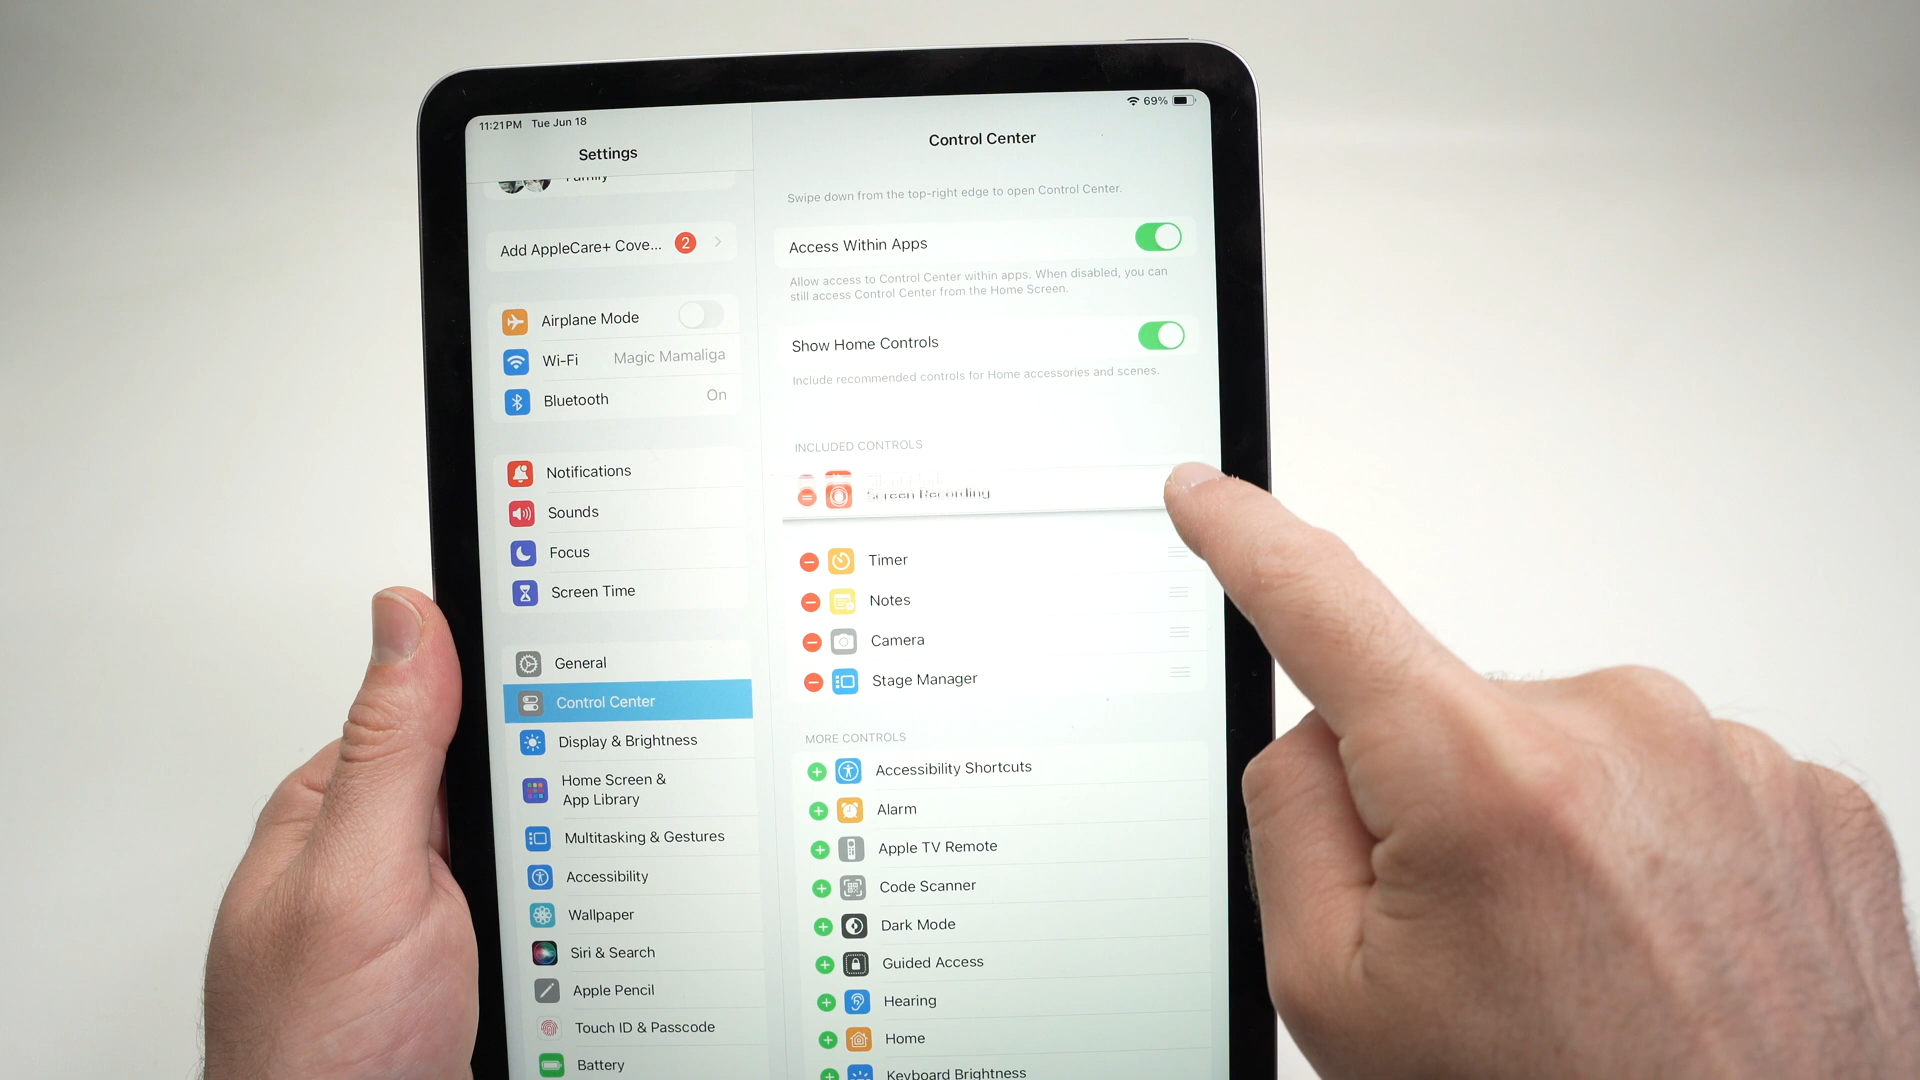 11:21 PM Tue Jun 18
69%
Settings
Family
Add AppleCare+ Cove... 2
Airplane Mode
Wi-Fi Magic Mamaliga
Bluetooth On
Notifications
Sounds
Focus
Screen Time
General
Control Center
Display & Brightness
Home Screen &
App Library
Multitasking & Gestures
Accessibility
Wallpaper
Siri & Search
Apple Pencil
Touch ID & Passcode
Battery
Control Center
Swipe down from the top-right edge to open Control Center.
Access Within Apps
Allow access to Control Center within apps. When disabled, you can
still access Control Center from the Home Screen.
Show Home Controls
Include recommended controls for Home accessories and scenes.
INCLUDED CONTROLS
Screen Recording
Timer
Notes
Camera
Stage Manager
MORE CONTROLS
Accessibility Shortcuts
Alarm
Apple TV Remote
Code Scanner
Dark Mode
Guided Access
Hearing
Home
Keyboard Brightness